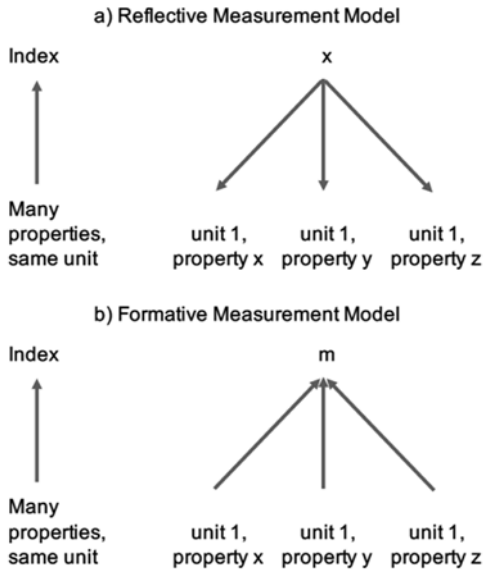 a) Reflective Measurement Model
Index
x
Many
properties,
same unit
unit 1,
property x
unit 1,
property y
unit 1,
property z
b) Formative Measurement Model
Index
m
Many
properties,
same unit
unit 1,
property x
unit 1,
property y
unit 1,
property z